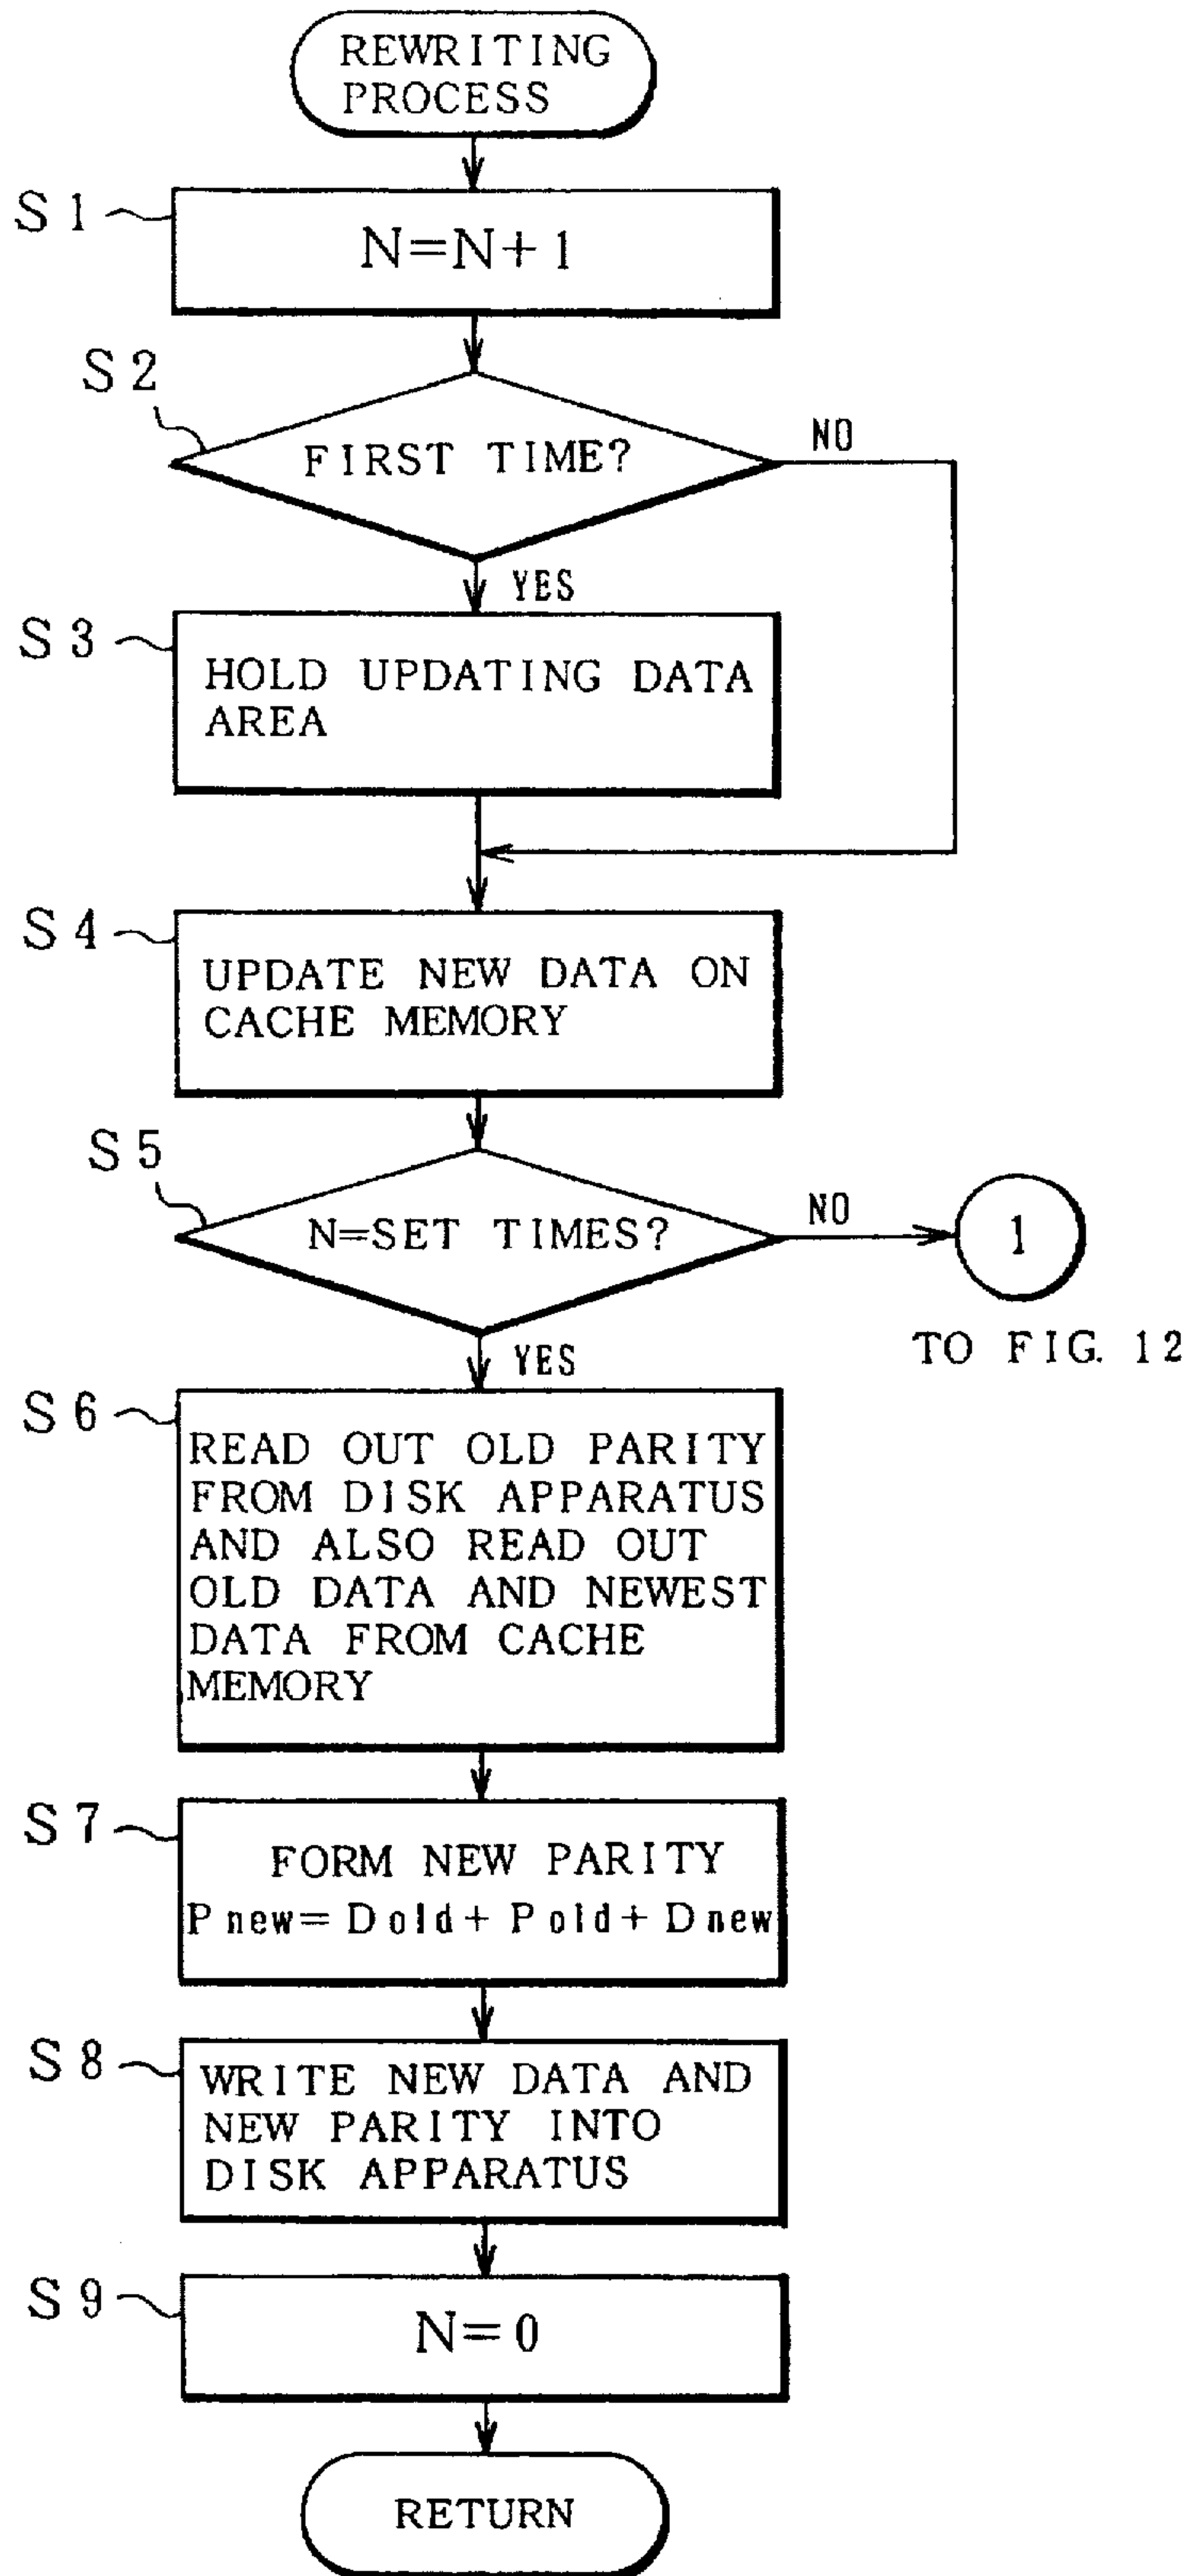 REWRITING
PROCESS
S1
N=N+1
S2
FIRST TIME?
NO
YES
S3
HOLD UPDATING DATA
AREA
S4
UPDATE NEW DATA ON
CACHE MEMORY
S5
N=SET TIMES?
NO
1
TO FIG. 12
YES
S6
READ OUT OLD PARITY
FROM DISK APPARATUS
AND ALSO READ OUT
OLD DATA AND NEWEST
DATA FROM CACHE
MEMORY
S7
FORM NEW PARITY
Pnew= Dold+ Pold+ Dnew
S8
WRITE NEW DATA AND
NEW PARITY INTO
DISK APPARATUS
S9
N=0
RETURN